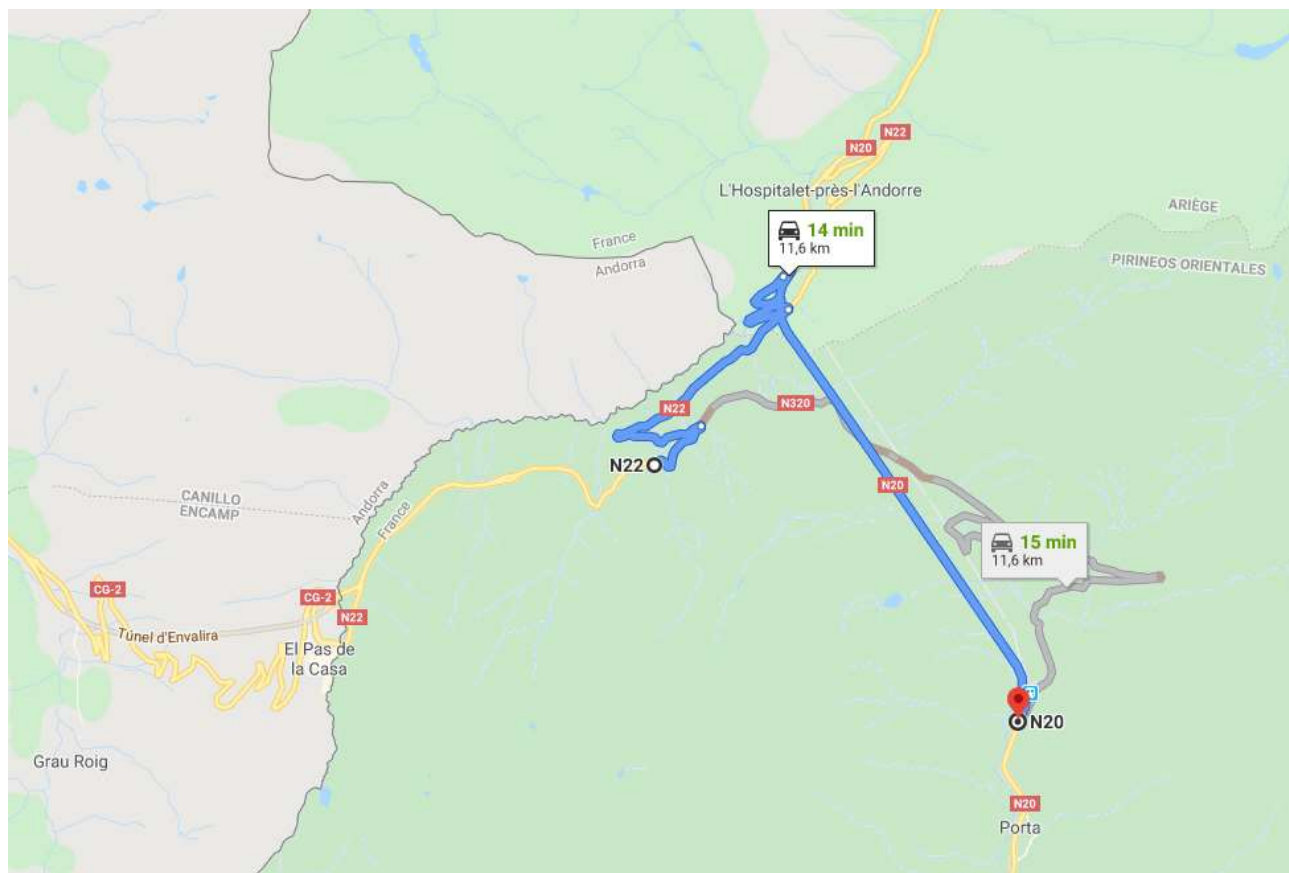 N22
N20
L'Hospitalet-près-l'Andorre
ARIÈGE
14 min
11,6 km
France
Andorra
PIRINEOS ORIENTALES
N22
N320
N22
N20
CANILLO
ENCAMP
Andorra
France
15 min
11,6 km
CG-2
CG-2
N22
Túnel d'Envalira
El Pas de
la Casa
N20
Grau Roig
N20
Porta